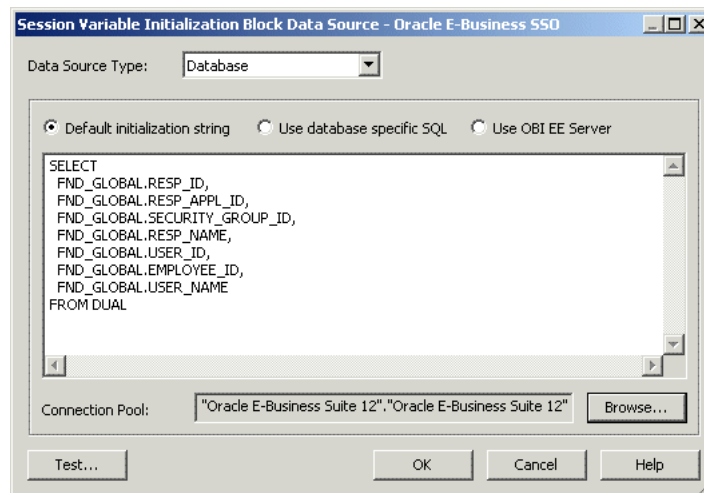 Session Variable Initialization Block Data Source - Oracle E-Business SSO
Data Source Type: Database
Default initialization string Use database specific SQL Use OBI EE Server
SELECT
FND_GLOBAL.RESP_ID,
FND_GLOBAL.RESP_APPL_ID,
FND_GLOBAL.SECURITY_GROUP_ID,
FND_GLOBAL.RESP_NAME,
FND_GLOBAL.USER_ID,
FND_GLOBAL.EMPLOYEE_ID,
FND_GLOBAL.USER_NAME
FROM DUAL
Connection Pool: "Oracle E-Business Suite 12"."Oracle E-Business Suite 12" Browse...
Test... OK Cancel Help